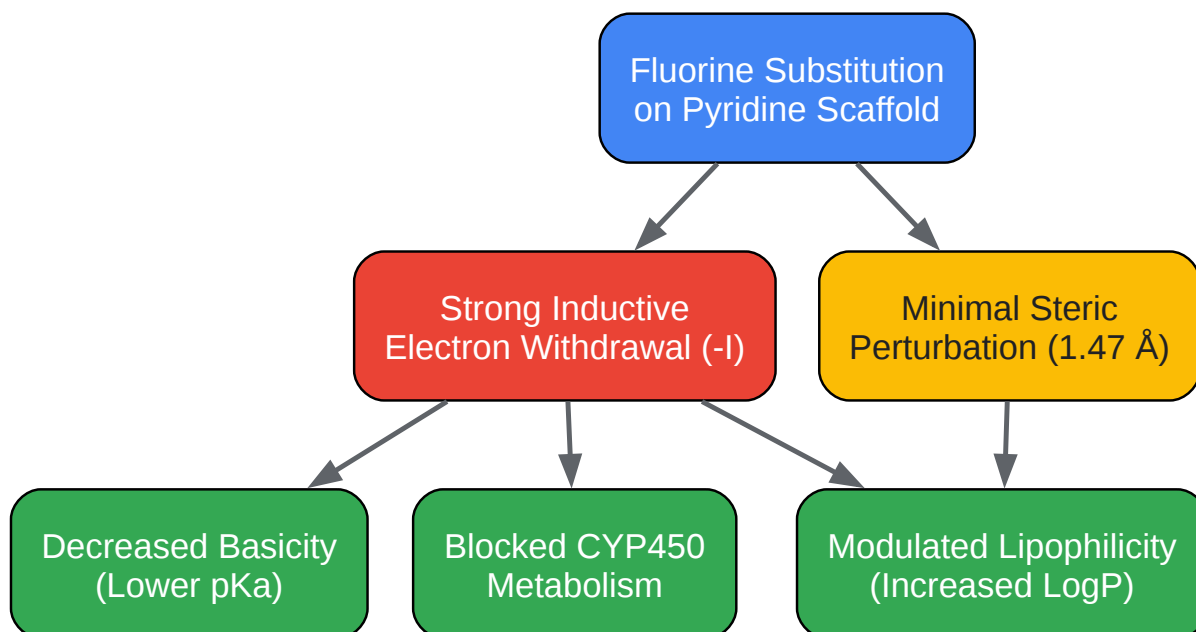 Fluorine Substitution
on Pyridine Scaffold
Strong Inductive
Electron Withdrawal (-I)
Minimal Steric
Perturbation (1.47 Å)
Decreased Basicity
(Lower pKa)
Blocked CYP450
Metabolism
Modulated Lipophilicity
(Increased LogP)